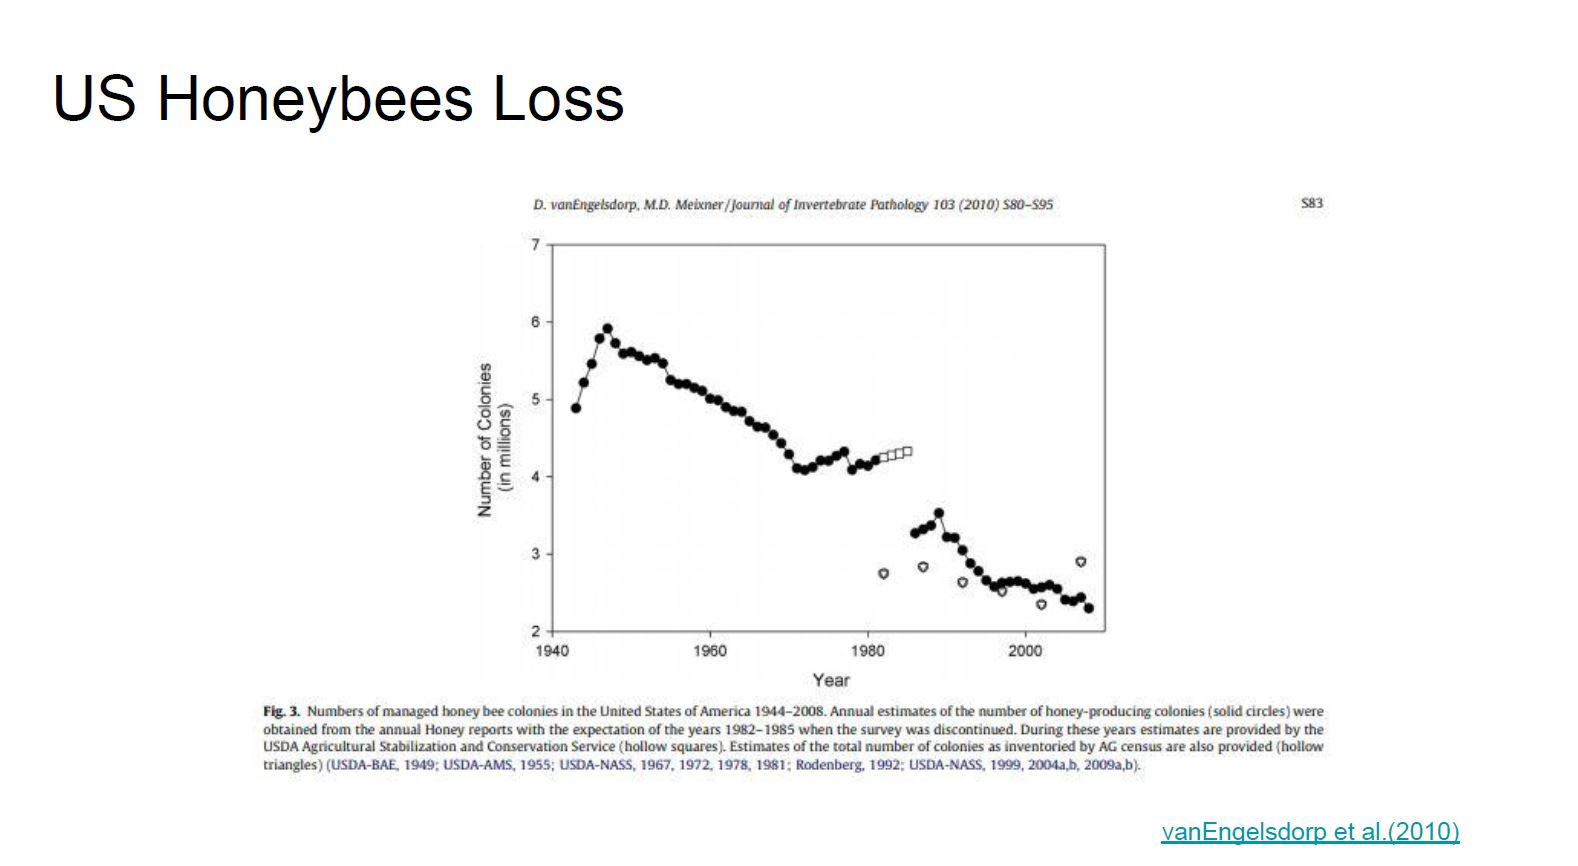 US Honeybees Loss
D. vanEngelsdorp, M.D. Meixner / Journal of Invertebrate Pathology 103 (2010) S80–S95
S83
7
6
5
4
3
2
Number of Colonies
(in millions)
1940
1960
1980
2000
Year
Fig. 3. Numbers of managed honey bee colonies in the United States of America 1944–2008. Annual estimates of the number of honey-producing colonies (solid circles) were
obtained from the annual Honey reports with the expectation of the years 1982–1985 when the survey was discontinued. During these years estimates are provided by the
USDA Agricultural Stabilization and Conservation Service (hollow squares). Estimates of the total number of colonies as inventoried by AG census are also provided (hollow
triangles) (USDA-BAE, 1949; USDA-AMS, 1955; USDA-NASS, 1967, 1972, 1978, 1981; Rodenberg, 1992; USDA-NASS, 1999, 2004a,b, 2009a,b).
vanEngelsdorp et al.(2010)